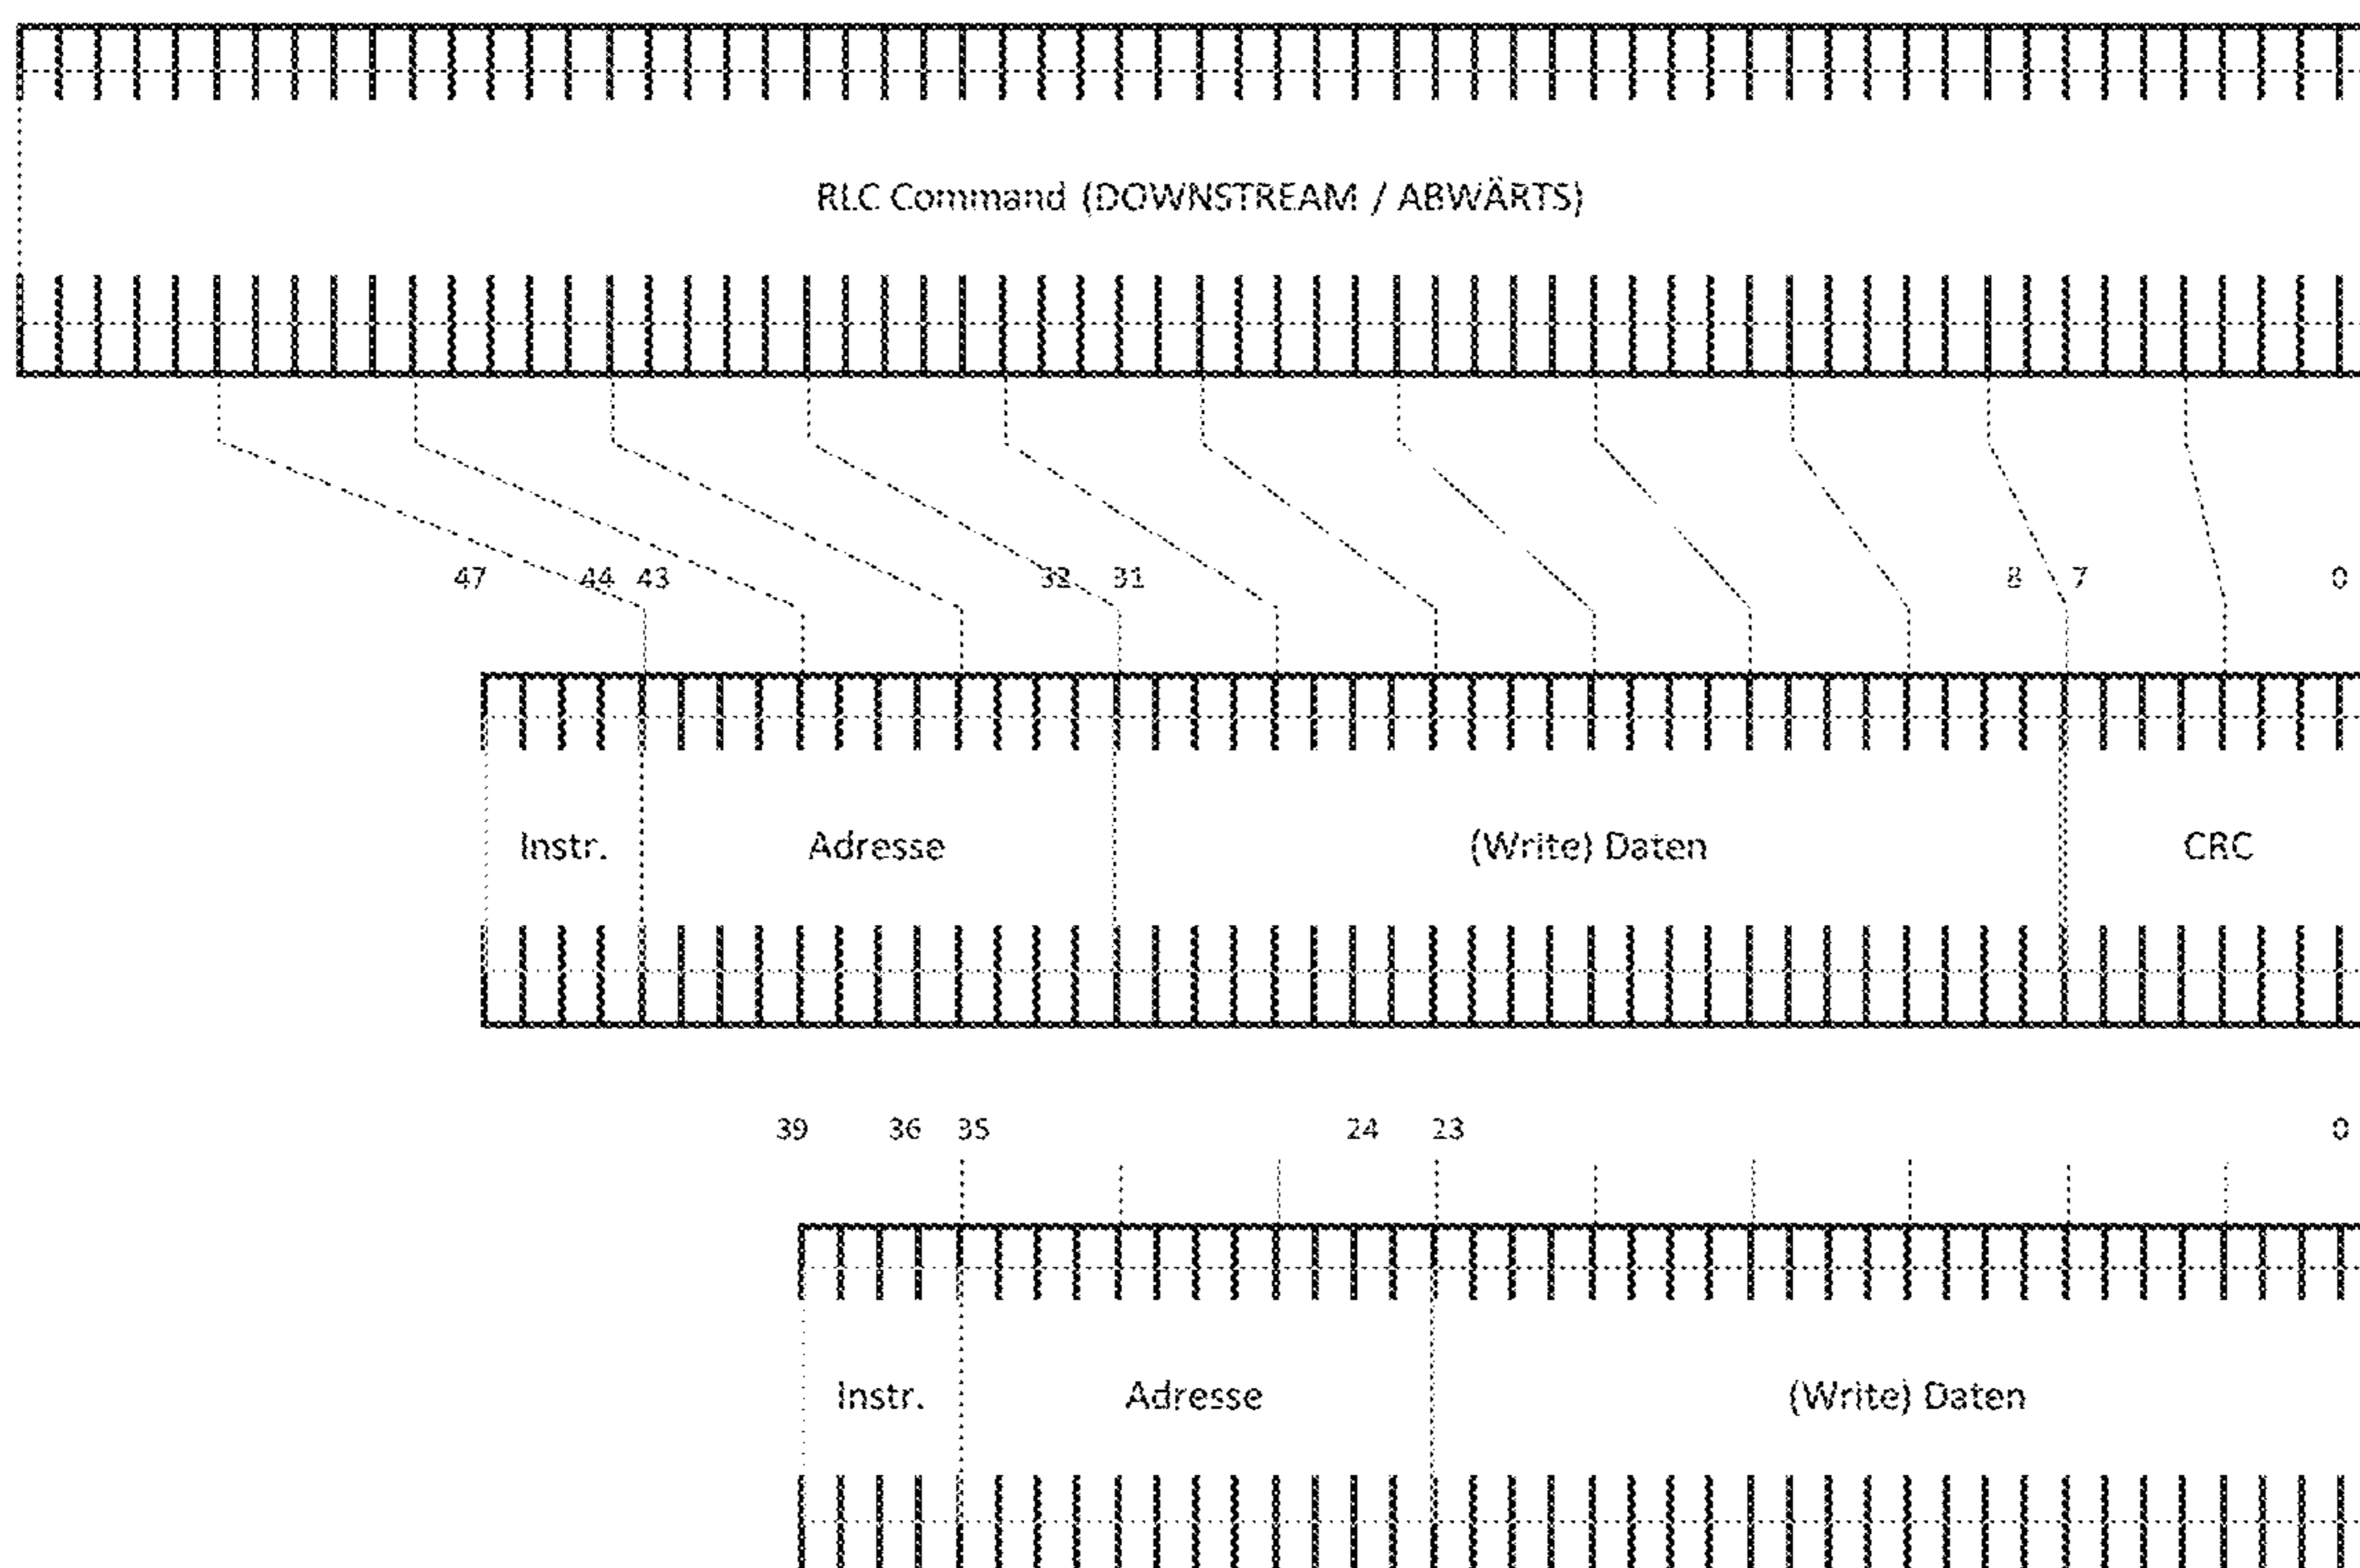 RLC Command (DOWNSTREAM / ABWÄRTS)
47 44 43 32 31 8 7 0
Instr. Adresse (Write) Daten CRC
39 36 35 24 23 0
Instr. Adresse (Write) Daten